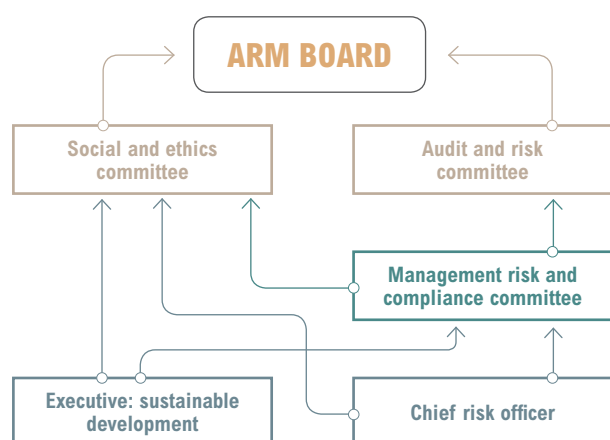 ARM BOARD
Social and ethics
committee
Audit and risk
committee
Management risk and
compliance committee
Executive: sustainable
development
Chief risk officer